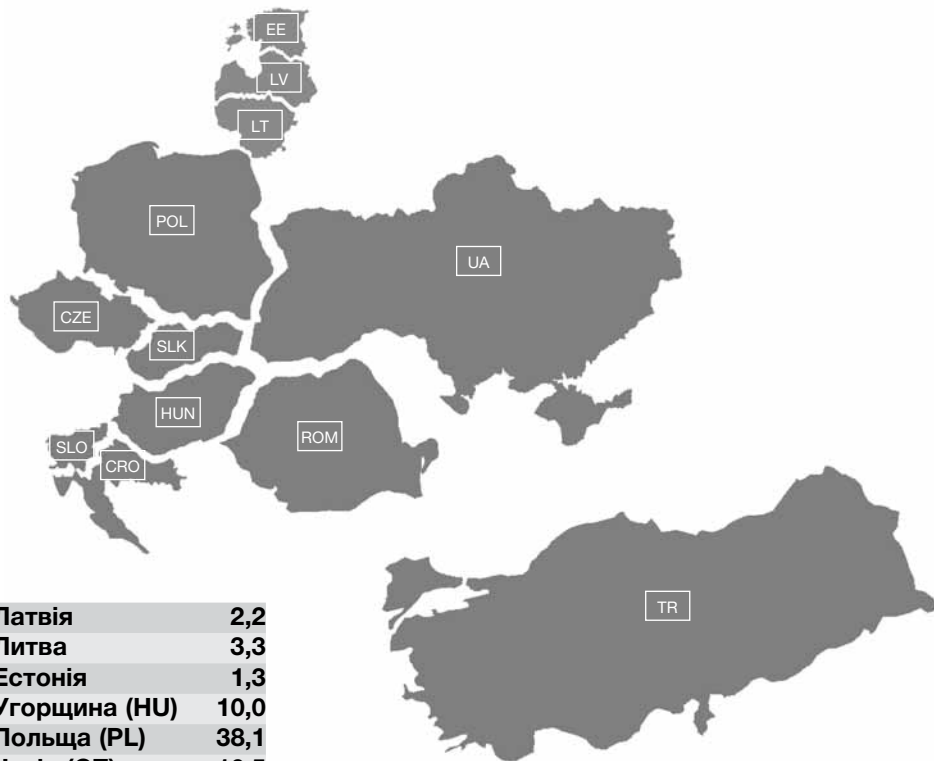 EE
LV
LT
POL
UA
CZE
SLK
HUN
ROM
SLO
CRO
TR
Латвія 2,2
Литва 3,3
Естонія 1,3
Угорщина (HU) 10,0
Польща (PL) 38,1